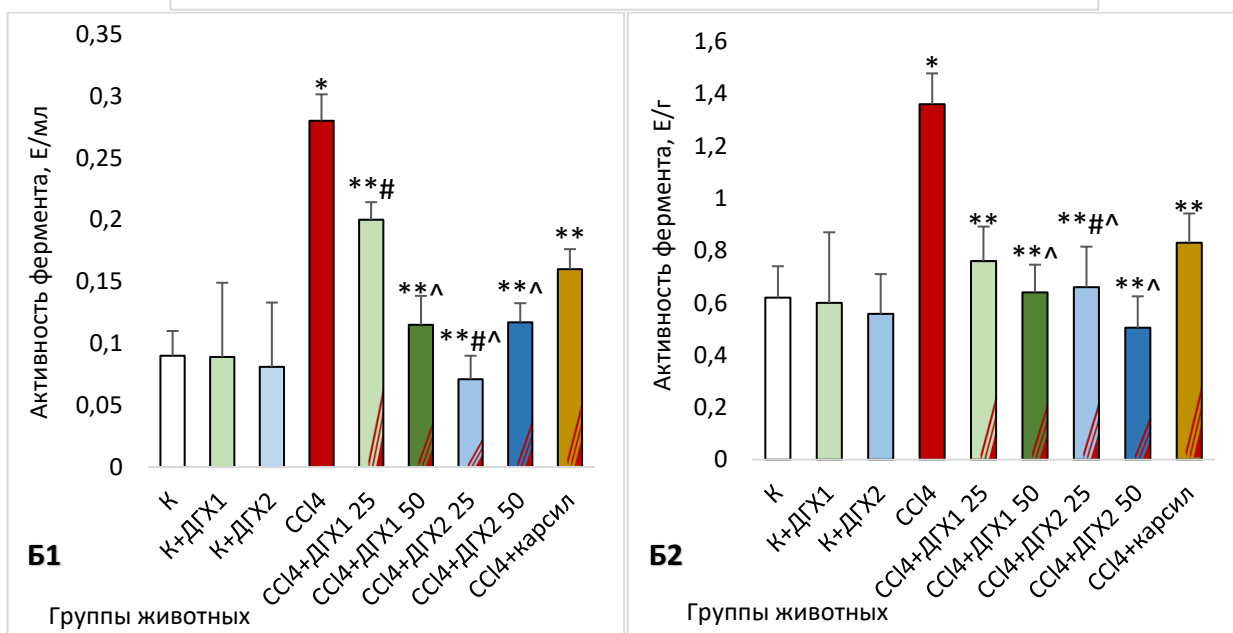 Активность фермента, Е/мл
0,35
0,3
0,25
0,2
0,15
0,1
0,05
0
*
**#
**^
**#^
**^
**
К
К+ДГХ1
К+ДГХ2
CCl4
CCl4+ДГХ1 25
CCl4+ДГХ1 50
CCl4+ДГХ2 25
CCl4+ДГХ2 50
CCl4+карсил
Б1
Группы животных
Активность фермента, Е/г
1,6
1,4
1,2
1
0,8
0,6
0,4
0,2
0
*
**
**^
**#^
**^
**
К
К+ДГХ1
К+ДГХ2
CCl4
CCl4+ДГХ1 25
CCl4+ДГХ1 50
CCl4+ДГХ2 25
CCl4+ДГХ2 50
CCl4+карсил
Б2
Группы животных